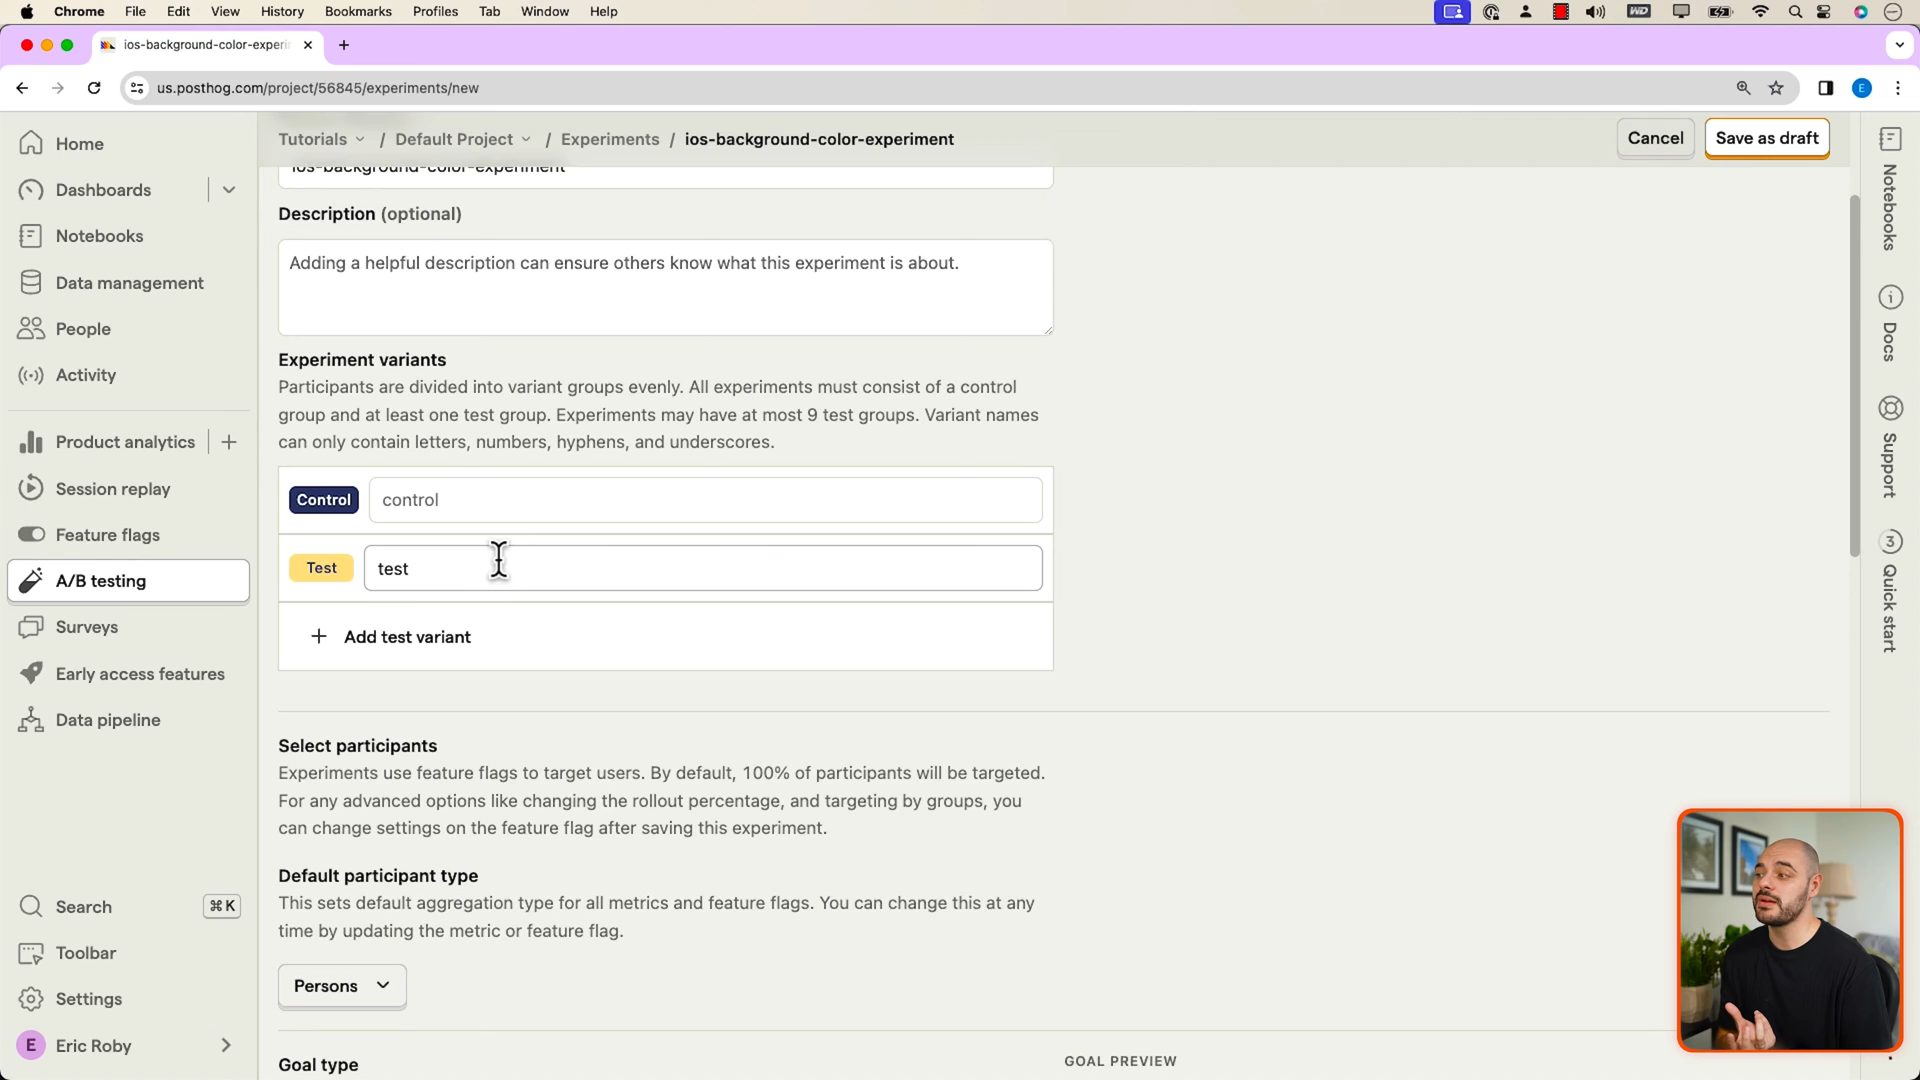 Chrome File Edit View History Bookmarks Profiles Tab Window Help
WD
ios-background-color-experi
us.posthog.com/project/56845/experiments/new
E
Home
Dashboards
Notebooks
Data management
People
Activity
Product analytics
Session replay
Feature flags
A/B testing
Surveys
Early access features
Data pipeline
Search ⌘ K
Toolbar
Settings
E Eric Roby
Tutorials / Default Project / Experiments / ios-background-color-experiment
Cancel
Save as draft
ios-background-color-experiment
Description (optional)
Adding a helpful description can ensure others know what this experiment is about.
Experiment variants
Participants are divided into variant groups evenly. All experiments must consist of a control
group and at least one test group. Experiments may have at most 9 test groups. Variant names
can only contain letters, numbers, hyphens, and underscores.
Control control
Test test
+ Add test variant
Select participants
Experiments use feature flags to target users. By default, 100% of participants will be targeted.
For any advanced options like changing the rollout percentage, and targeting by groups, you
can change settings on the feature flag after saving this experiment.
Default participant type
This sets default aggregation type for all metrics and feature flags. You can change this at any
time by updating the metric or feature flag.
Persons
Goal type
GOAL PREVIEW
Notebooks
Docs
Support
3
Quick start